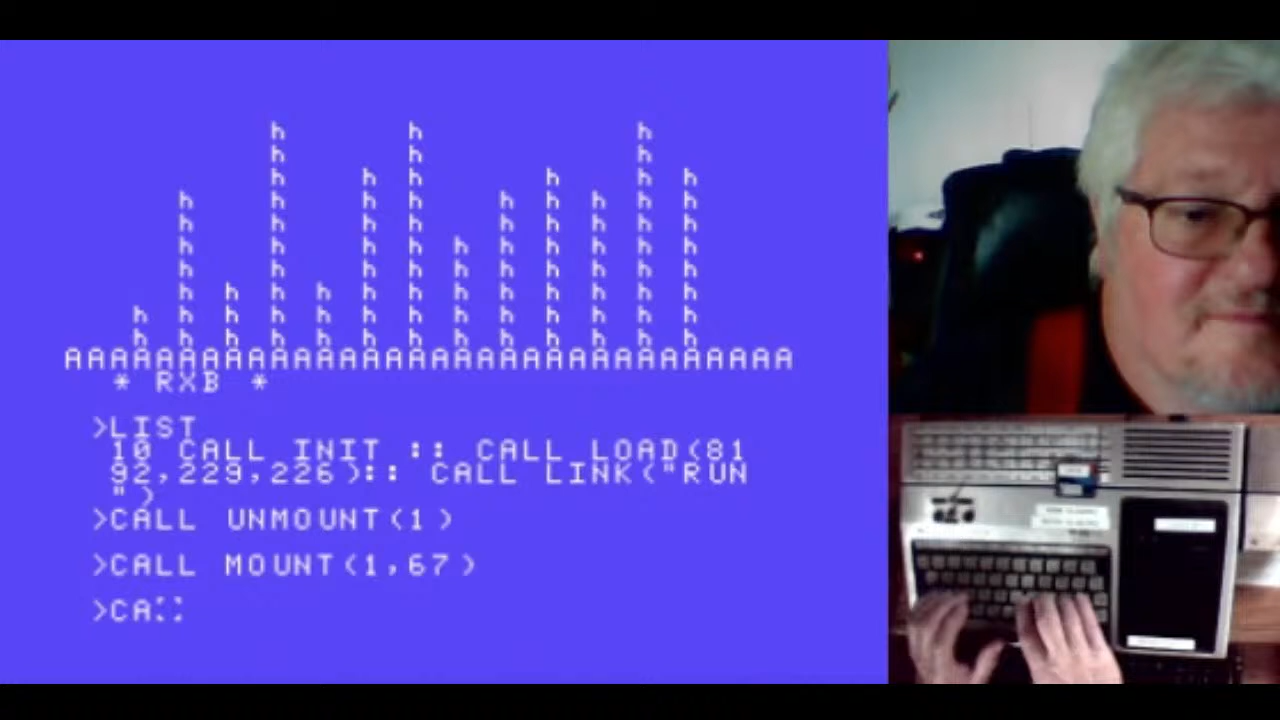 h h h
h h h
h h h h h h
h h h h h h h h h
h h h h h h h h h
h h h h h h h h h h
h h h h h h h h h h
h h h h h h h h h h h h
h h h h h h h h h h h h h
h h h h h h h h h h h h h
AAAAAAAAAAAAAAAAAAAAAAAAAAAAAAAA
* RXB *
>LIST
10 CALL INIT :: CALL LOAD(81
92,229,226):: CALL LINK("RUN
")
>CALL UNMOUNT(1)
>CALL MOUNT(1,67)
>CA